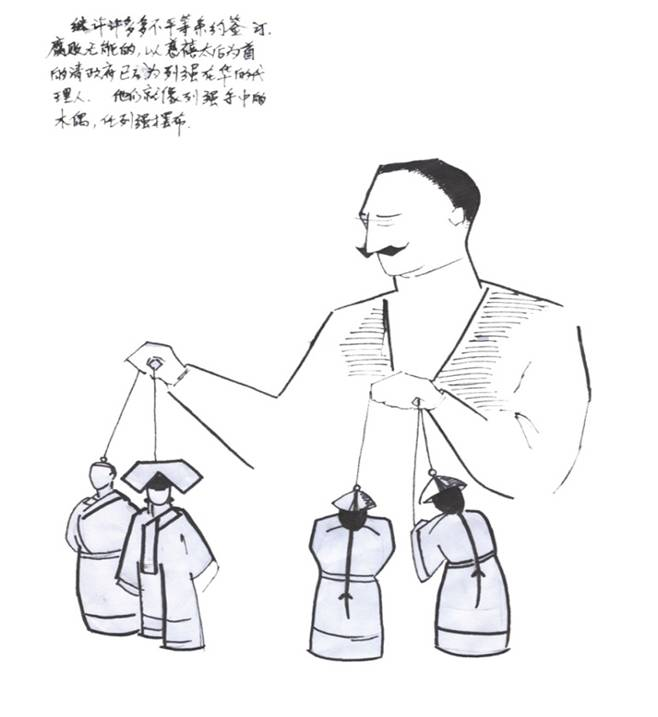 继许许多多不平等条约签订.
腐败无能的,以慈禧太后为首
的清政府已成为列强在华的代
理人. 他们就像列强手中的
木偶,任列强摆布.